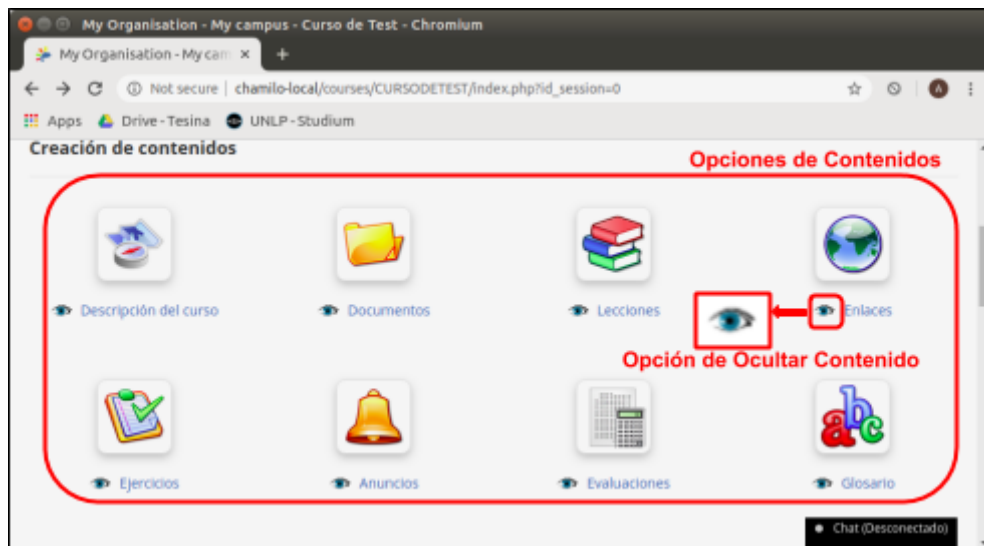 My Organisation - My campus - Curso de Test - Chromium
My Organisation - My cam
Not secure | chamilo-local/courses/CURSODETEST/index.php?id_session=0
A
Apps Drive - Tesina UNLP - Studium
Creación de contenidos
Opciones de Contenidos
Descripción del curso Documentos Lecciones Enlaces
Opción de Ocultar Contenido
abc
Ejercicios Anuncios Evaluaciones Glosario
Chat (Desconectado)